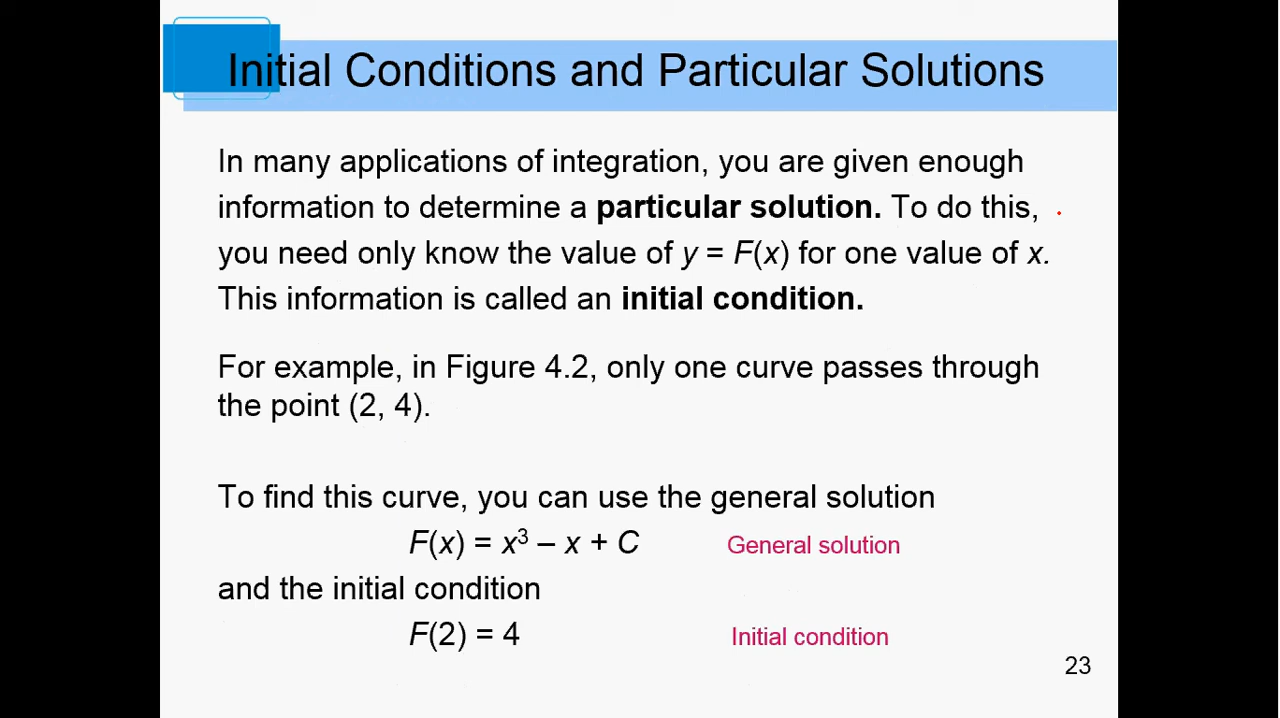 Initial Conditions and Particular Solutions
In many applications of integration, you are given enough
information to determine a particular solution. To do this,
you need only know the value of y = F(x) for one value of x.
This information is called an initial condition.
For example, in Figure 4.2, only one curve passes through
the point (2, 4).
To find this curve, you can use the general solution
F(x) = x³ – x + C General solution
and the initial condition
F(2) = 4 Initial condition
23